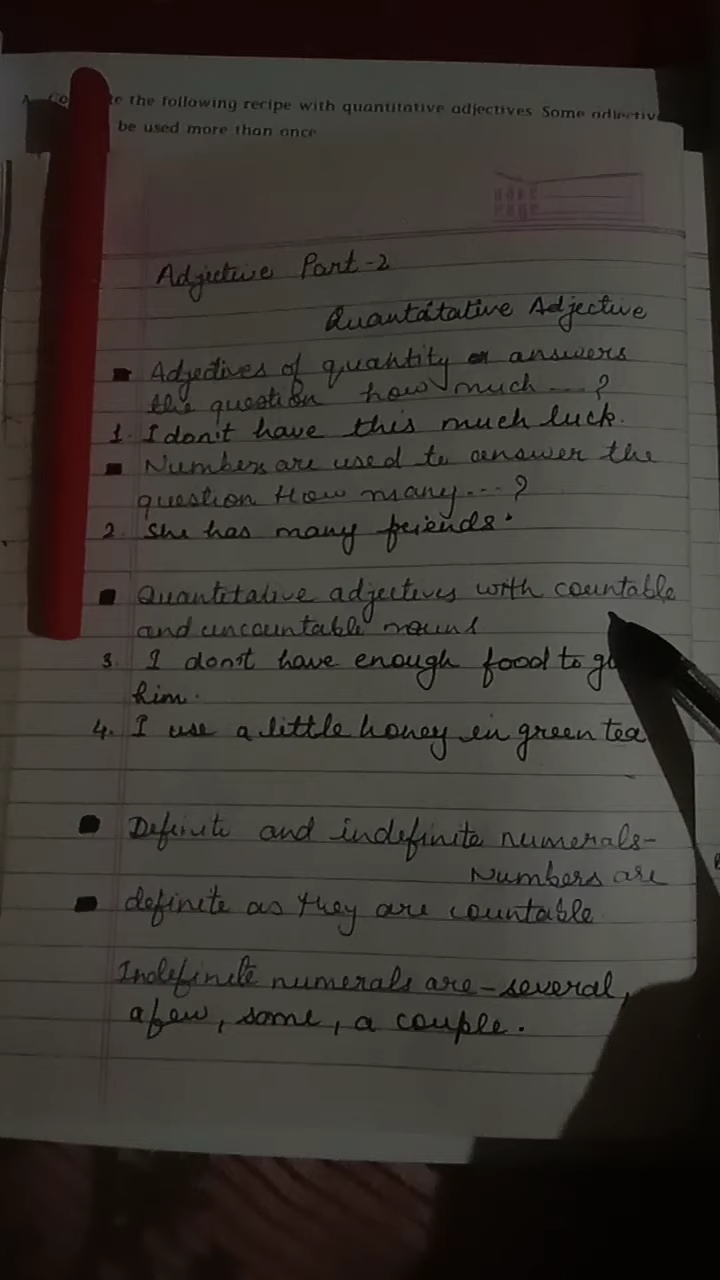 the following recipe with quantitative adjectives Some
be used more than once
Adjective Part-2
Quantitative Adjective
Adjectives of quantity or answers
the question how much ---- ?
1. I don't have this much luck.
Numbers are used to answer the
question How many --- ?
2. She has many friends.
Quantitative adjectives with countable
and uncountable nouns
3. I don't have enough food to
him.
4. I use a little honey in green tea
Definite and indefinite numerals-
Numbers are
definite as they are countable
Indefinite numerals are - several,
a few, some, a couple.